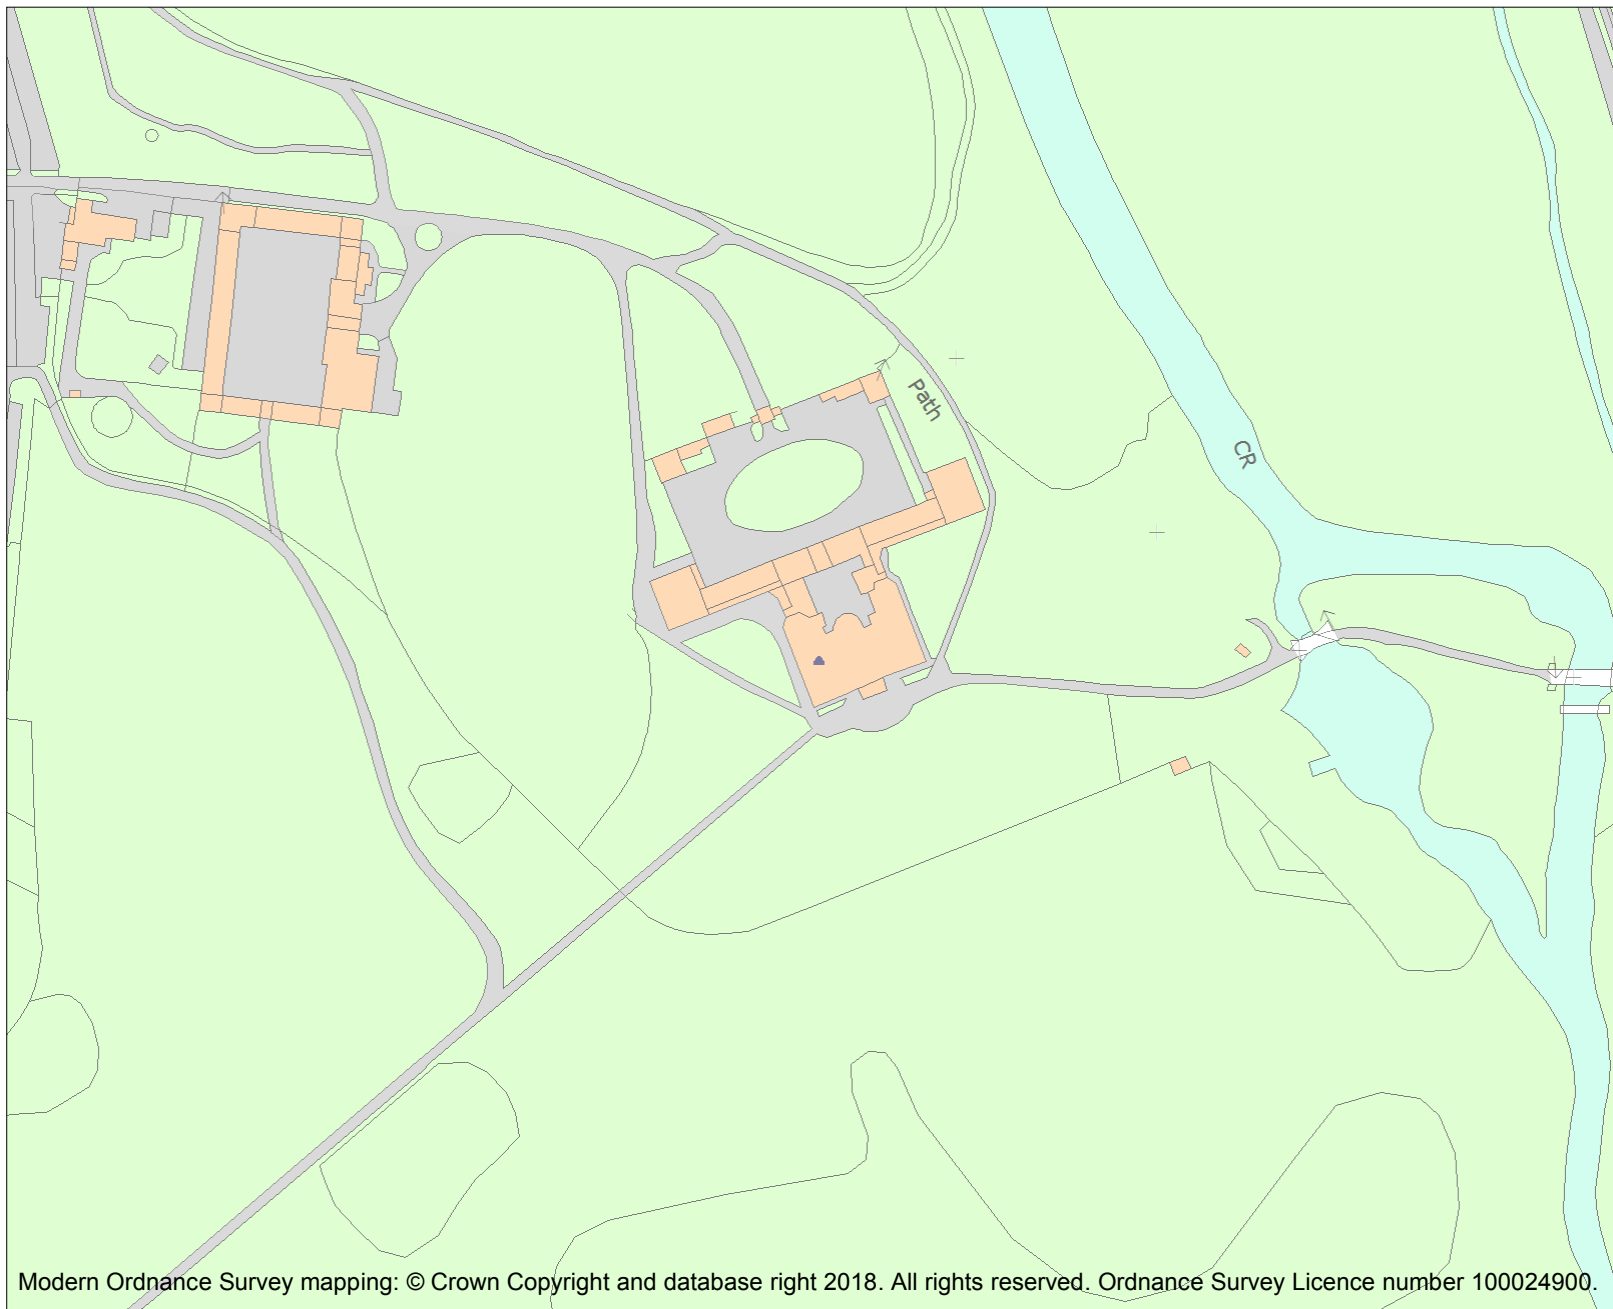 Path
CR
Modern Ordnance Survey mapping: © Crown Copyright and database right 2018. All rights reserved. Ordnance Survey Licence number 100024900.